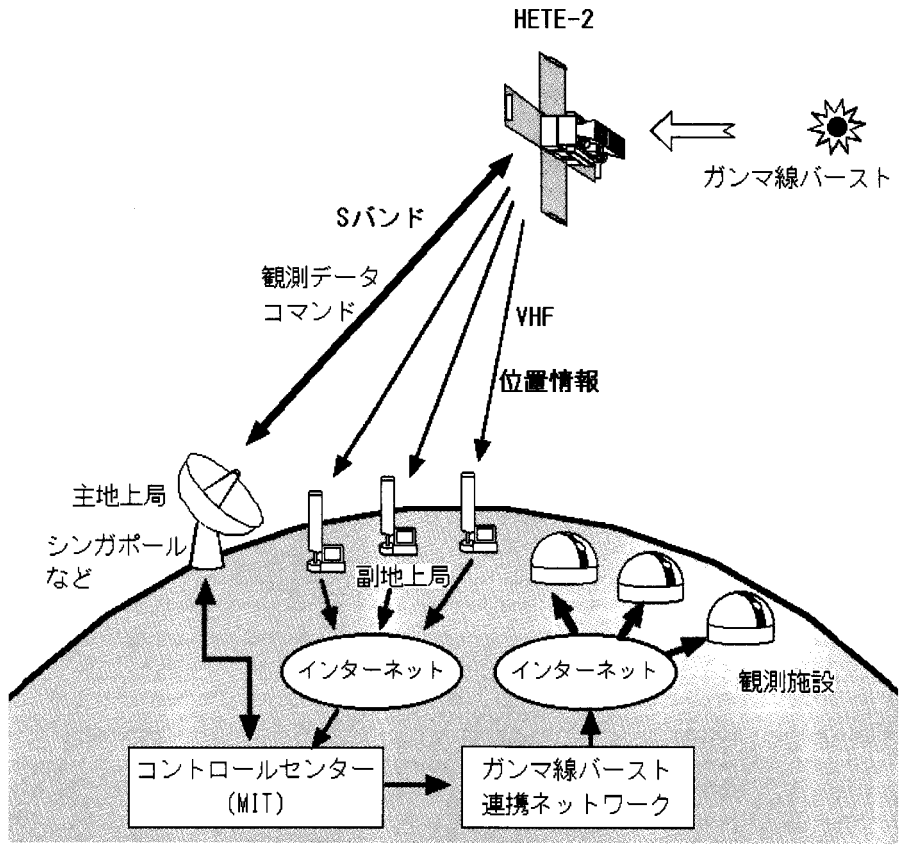 HETE-2
ガンマ線バースト
Sバンド
観測データ
コマンド
VHF
位置情報
主地上局
シンガポール
など
副地上局
インターネット
インターネット
観測施設
コントロールセンター
(MIT)
ガンマ線バースト
連携ネットワーク